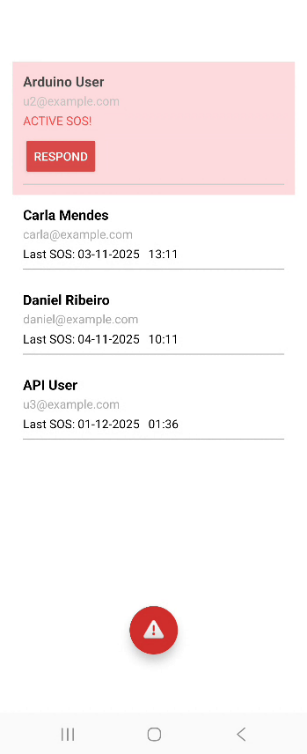 Arduino User
u2@example.com
ACTIVE SOS!
RESPOND
Carla Mendes
carla@example.com
Last SOS: 03-11-2025 13:11
Daniel Ribeiro
daniel@example.com
Last SOS: 04-11-2025 10:11
API User
u3@example.com
Last SOS: 01-12-2025 01:36